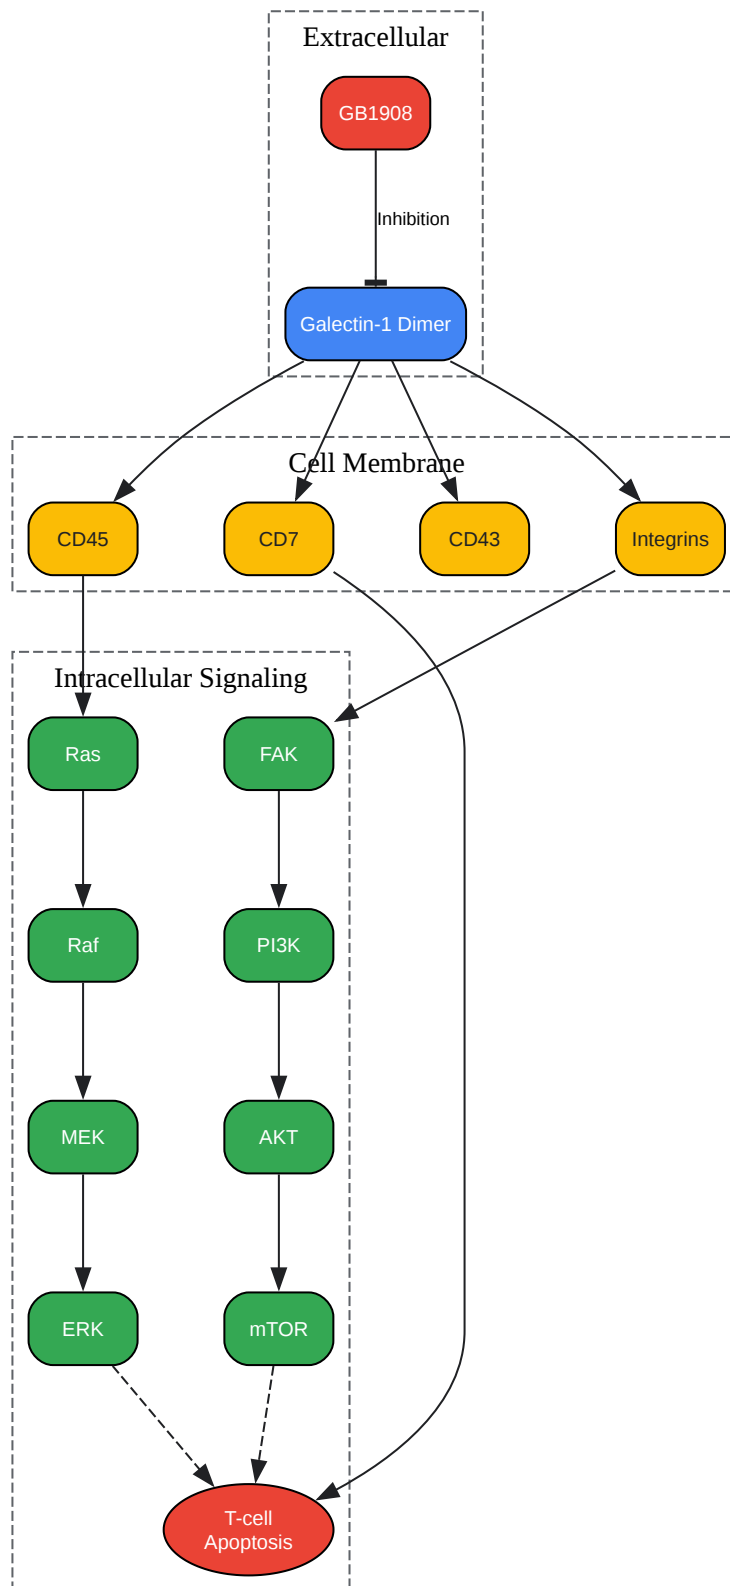 Extracellular
GB1908
Inhibition
Galectin-1 Dimer
Cell Membrane
CD45
CD7
CD43
Integrins
Intracellular Signaling
Ras
FAK
Raf
PI3K
MEK
AKT
ERK
mTOR
T-cell
Apoptosis